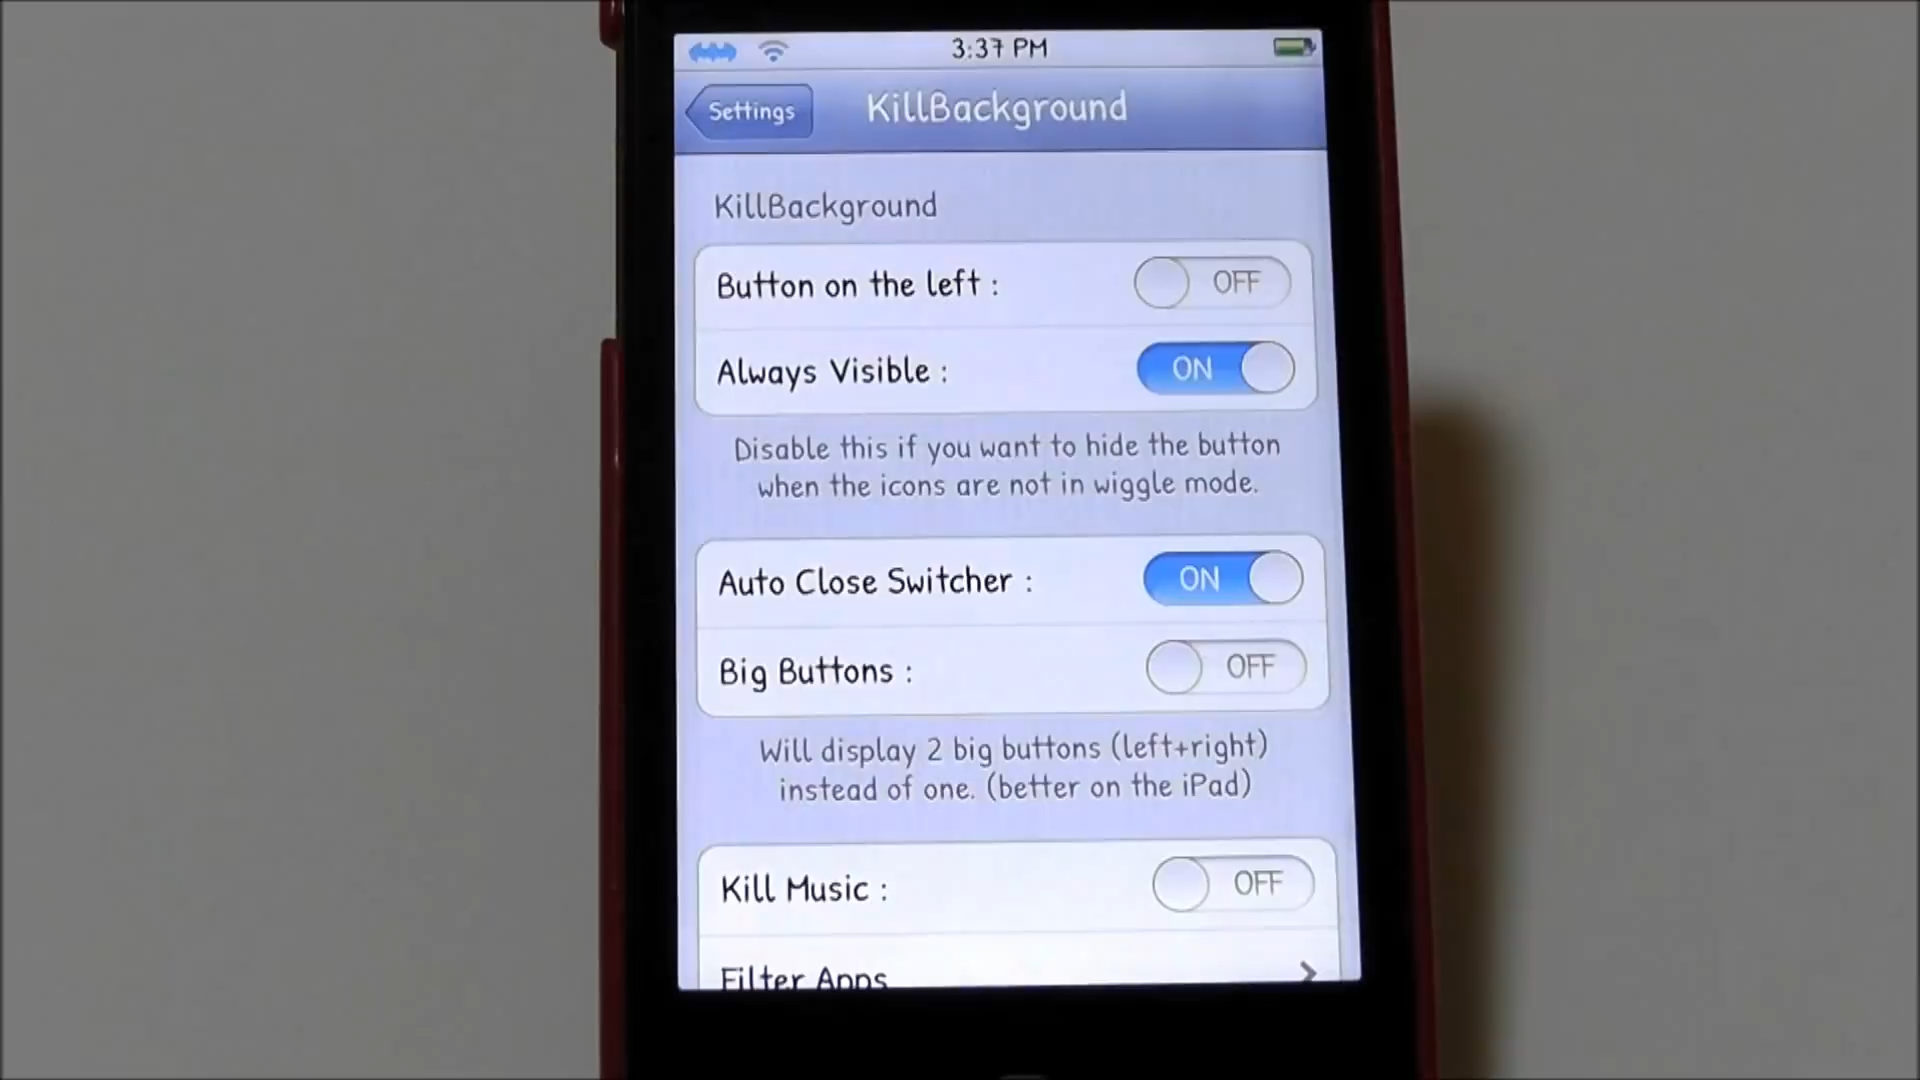 3:37 PM
Settings
KillBackground
KillBackground
Button on the left :
OFF
Always Visible :
ON
Disable this if you want to hide the button
when the icons are not in wiggle mode.
Auto Close Switcher :
ON
Big Buttons :
OFF
Will display 2 big buttons (left+right)
instead of one. (better on the iPad)
Kill Music :
OFF
Filter Apps